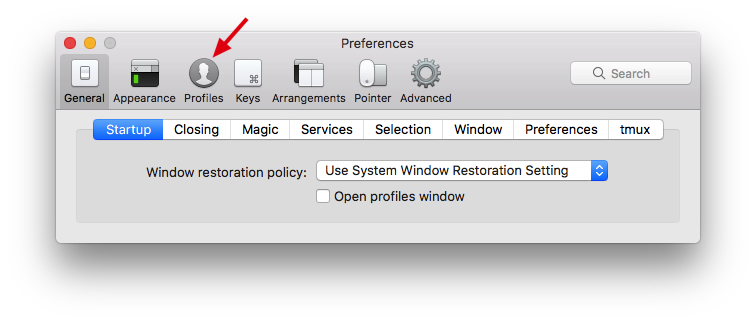 Preferences
General Appearance Profiles Keys Arrangements Pointer Advanced Search
Startup Closing Magic Services Selection Window Preferences tmux
Window restoration policy: Use System Window Restoration Setting
Open profiles window